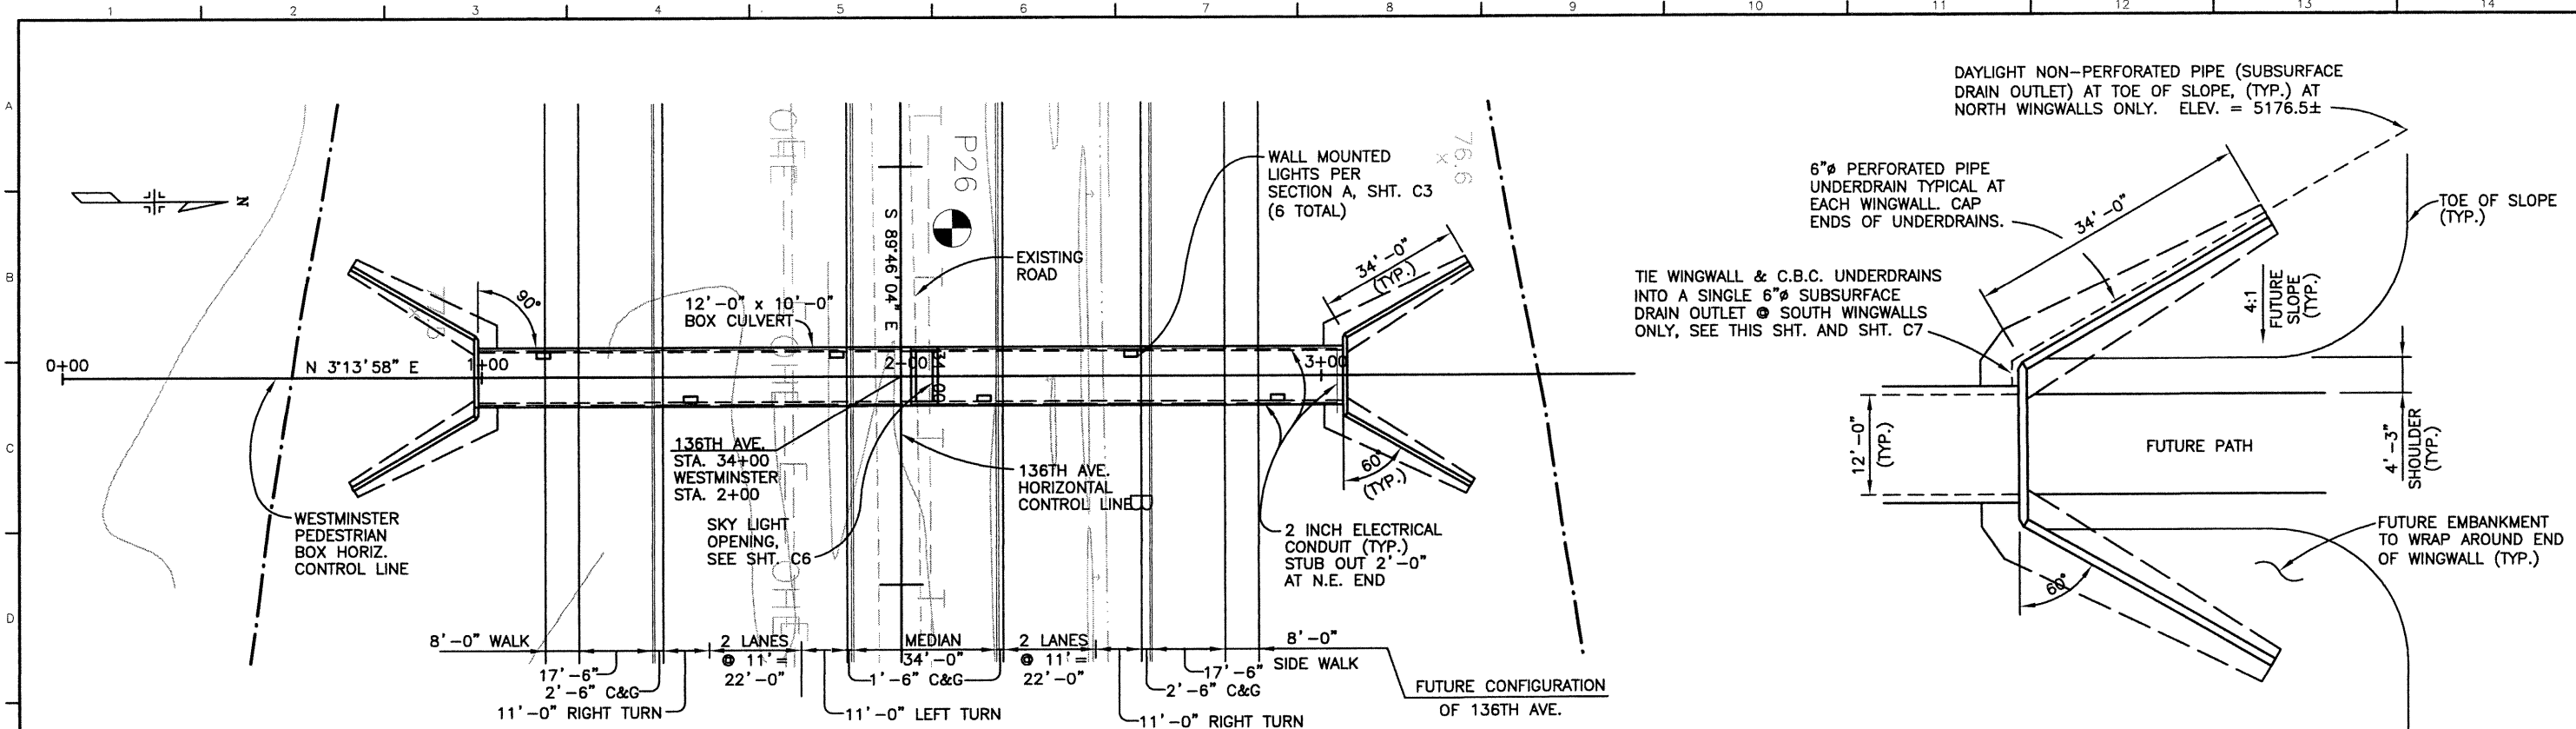 1 2 3 4 5 6 7 8 9 10 11 12 13 14
A
B
C
D
N
0+00
N 3°13'58" E
1+00
90°
12'-0" x 10'-0"
BOX CULVERT
2+00
3+00
S 89°46'04" E
P26
76.6
x
OHE
OHE
EXISTING
ROAD
WALL MOUNTED
LIGHTS PER
SECTION A, SHT. C3
(6 TOTAL)
34'-0"
(TYP.)
60°
(TYP.)
WESTMINSTER
PEDESTRIAN
BOX HORIZ.
CONTROL LINE
136TH AVE.
STA. 34+00
WESTMINSTER
STA. 2+00
34+00
SKY LIGHT
OPENING,
SEE SHT. C6
136TH AVE.
HORIZONTAL
CONTROL LINE
2 INCH ELECTRICAL
CONDUIT (TYP.)
STUB OUT 2'-0"
AT N.E. END
8'-0" WALK
17'-6"
2'-6" C&G
11'-0" RIGHT TURN
2 LANES
@ 11'=
22'-0"
11'-0" LEFT TURN
MEDIAN
34'-0"
1'-6" C&G
2 LANES
@ 11'=
22'-0"
11'-0" RIGHT TURN
2'-6" C&G
17'-6"
8'-0"
SIDE WALK
FUTURE CONFIGURATION
OF 136TH AVE.
DAYLIGHT NON-PERFORATED PIPE (SUBSURFACE
DRAIN OUTLET) AT TOE OF SLOPE, (TYP.) AT
NORTH WINGWALLS ONLY. ELEV. = 5176.5±
6"ø PERFORATED PIPE
UNDERDRAIN TYPICAL AT
EACH WINGWALL. CAP
ENDS OF UNDERDRAINS.
34'-0"
TOE OF SLOPE
(TYP.)
TIE WINGWALL & C.B.C. UNDERDRAINS
INTO A SINGLE 6"ø SUBSURFACE
DRAIN OUTLET @ SOUTH WINGWALLS
ONLY, SEE THIS SHT. AND SHT. C7
4:1
FUTURE
SLOPE
(TYP.)
12'-0"
(TYP.)
FUTURE PATH
4'-3"
SHOULDER
(TYP.)
FUTURE EMBANKMENT
TO WRAP AROUND END
OF WINGWALL (TYP.)
60°